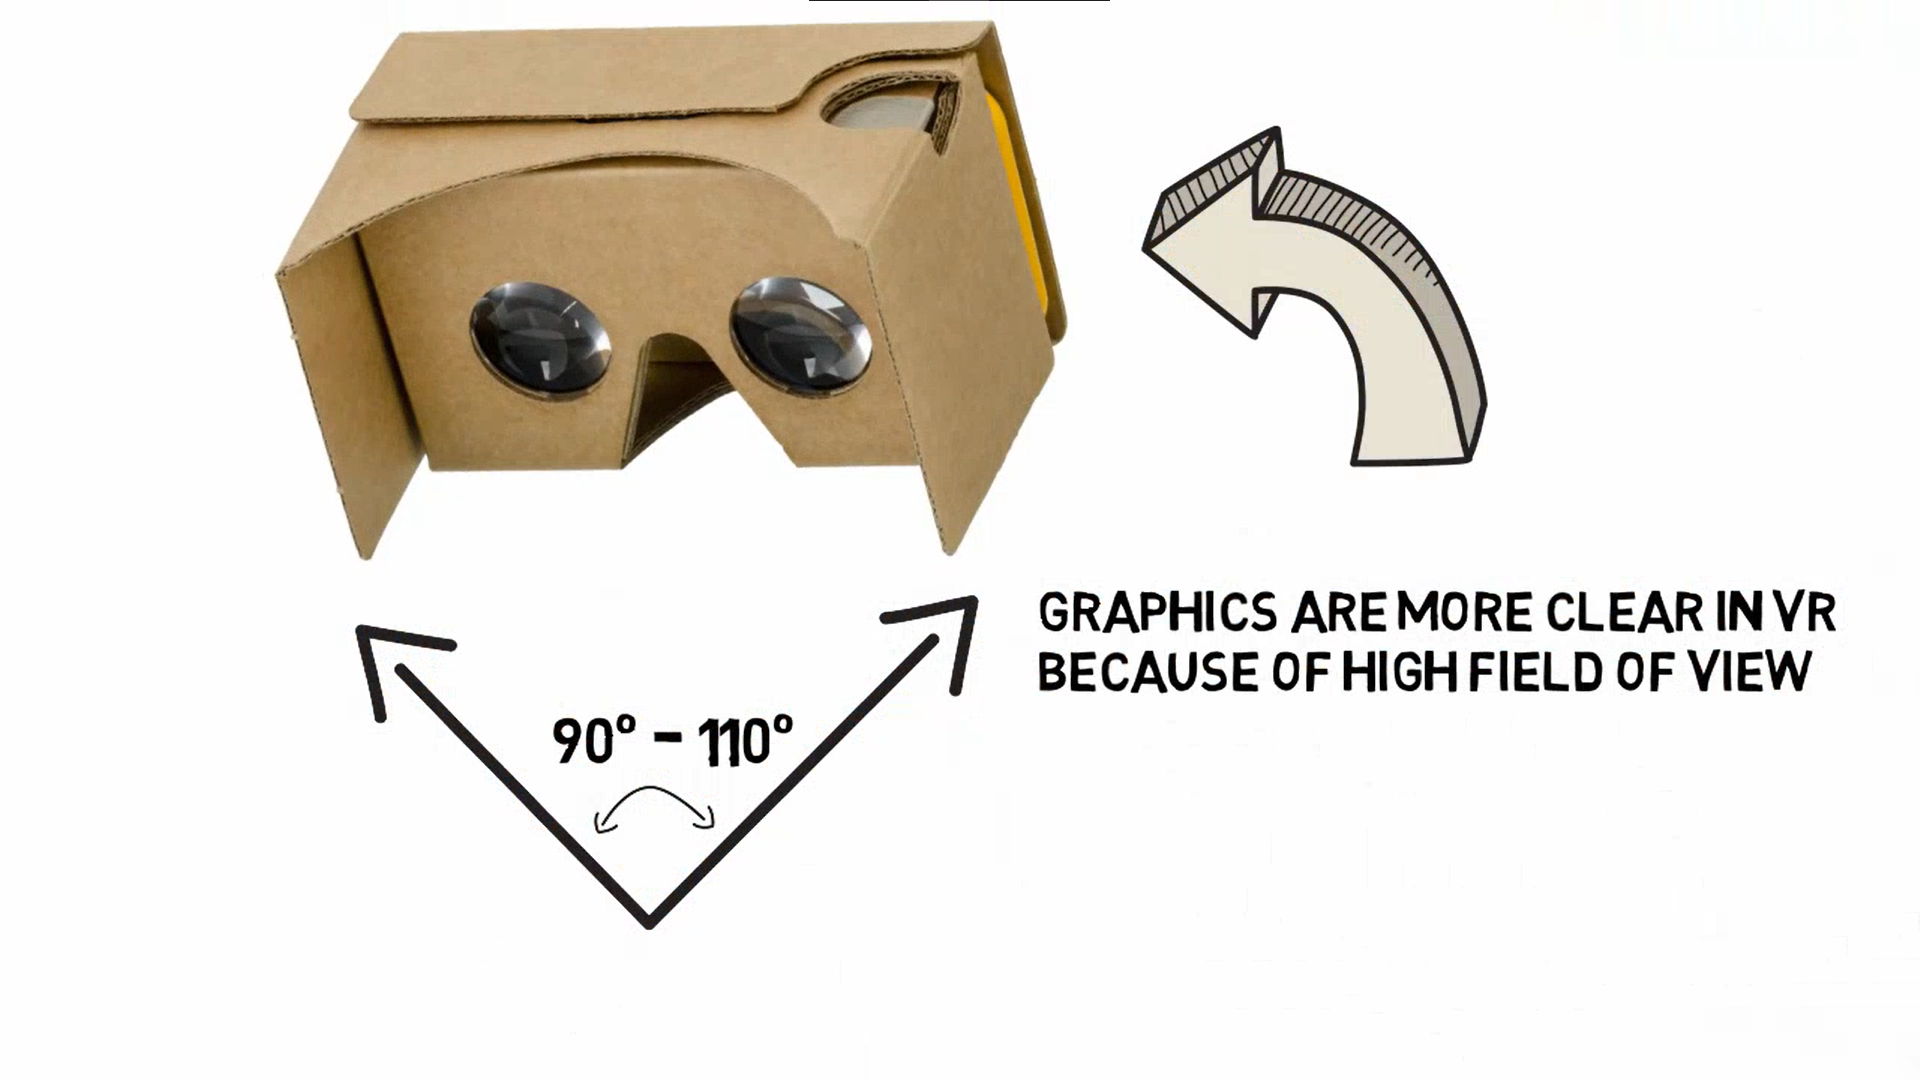 GRAPHICS ARE MORE CLEAR IN VR
BECAUSE OF HIGH FIELD OF VIEW
90° - 110°